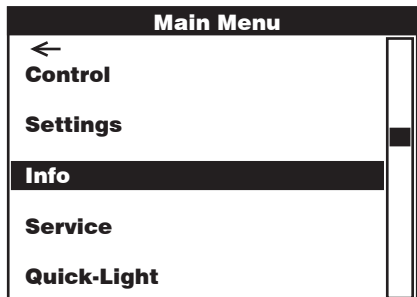 Main Menu
←
Control
Settings
Info
Service
Quick-Light